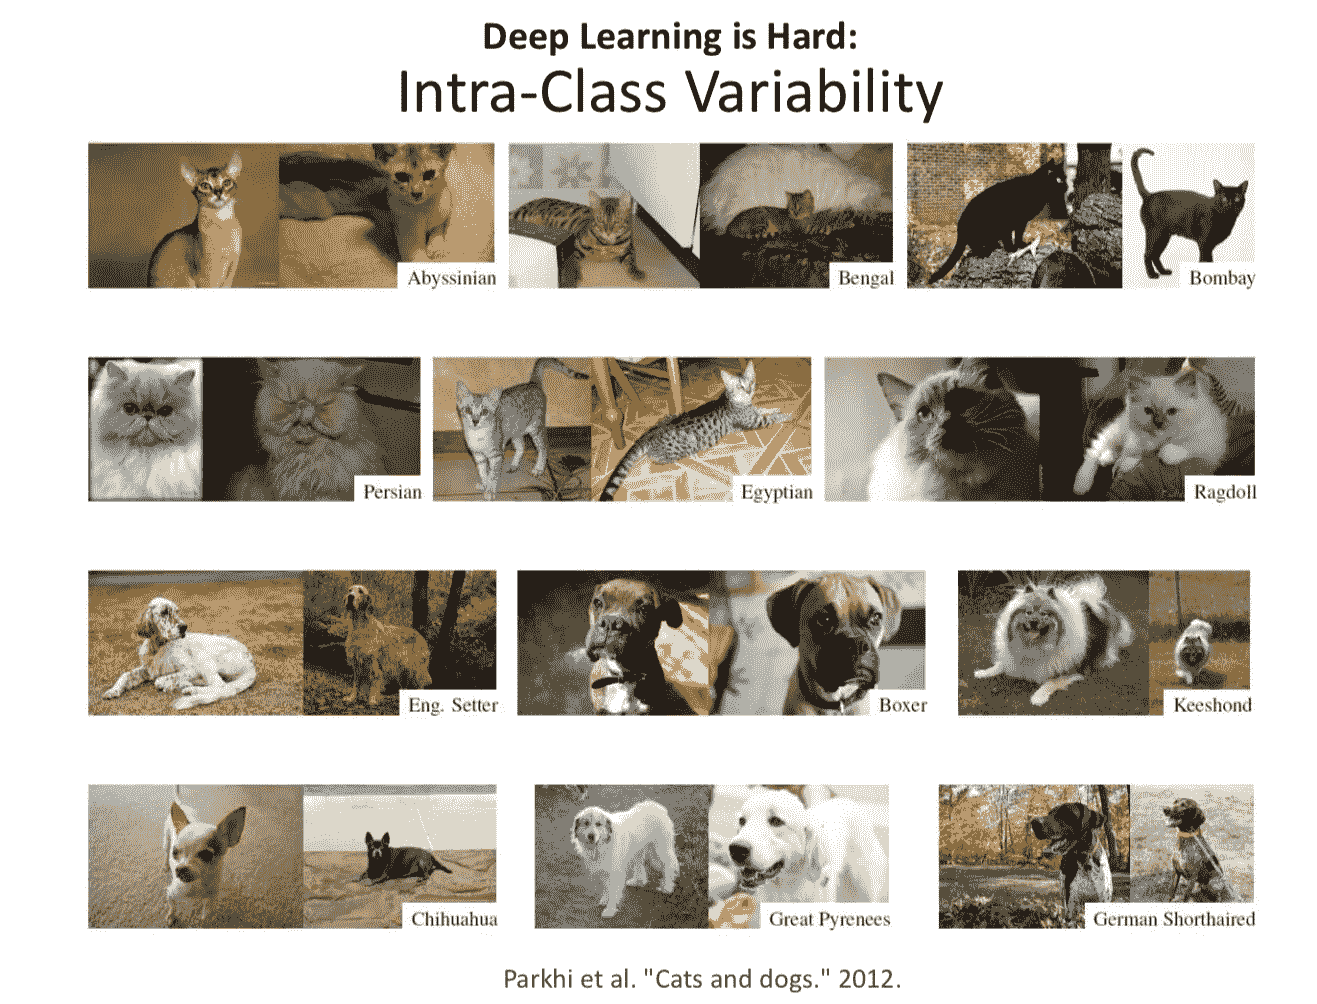 Deep Learning is Hard:
Intra-Class Variability
Abyssinian
Bengal
Bombay
Persian
Egyptian
Ragdoll
Eng. Setter
Boxer
Keeshond
Chihuahua
Great Pyrenees
German Shorthaired
Parkhi et al. "Cats and dogs." 2012.